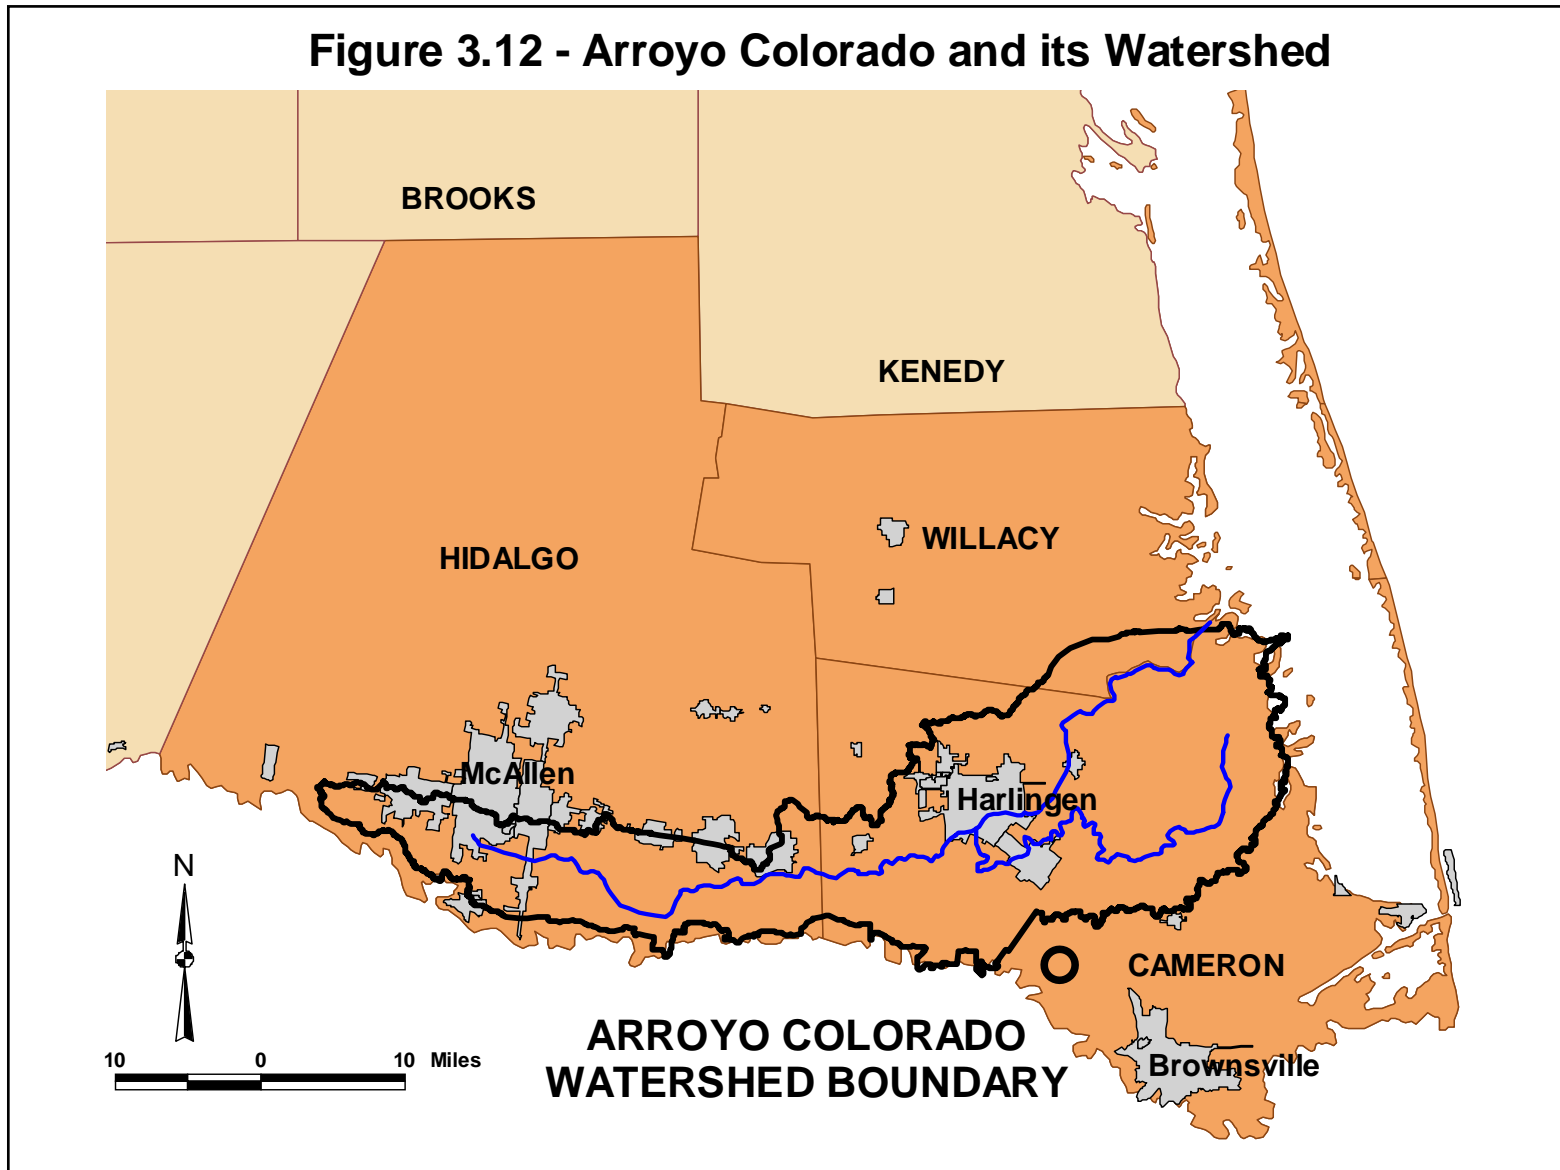 Figure 3.12 - Arroyo Colorado and its Watershed
BROOKS
KENEDY
HIDALGO
WILLACY
McAllen
Harlingen
N
CAMERON
ARROYO COLORADO
WATERSHED BOUNDARY
10 0 10 Miles
Brownsville